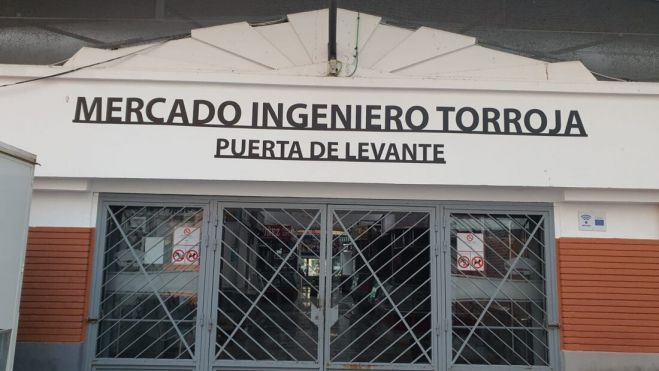 MERCADO INGENIERO TORROJA
PUERTA DE LEVANTE